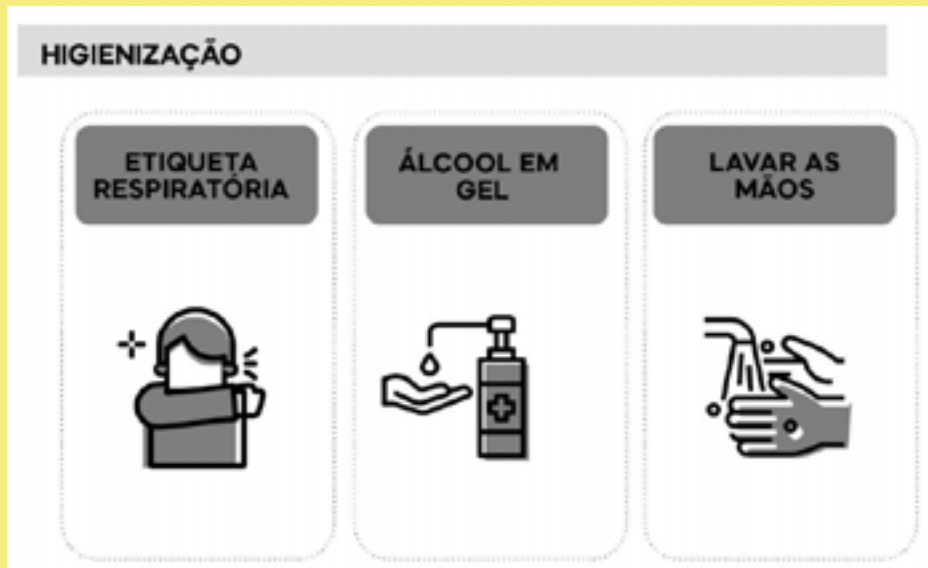 HIGIENIZAÇÃO
ETIQUETA
RESPIRATÓRIA
ÁLCOOL EM
GEL
LAVAR AS
MÃOS